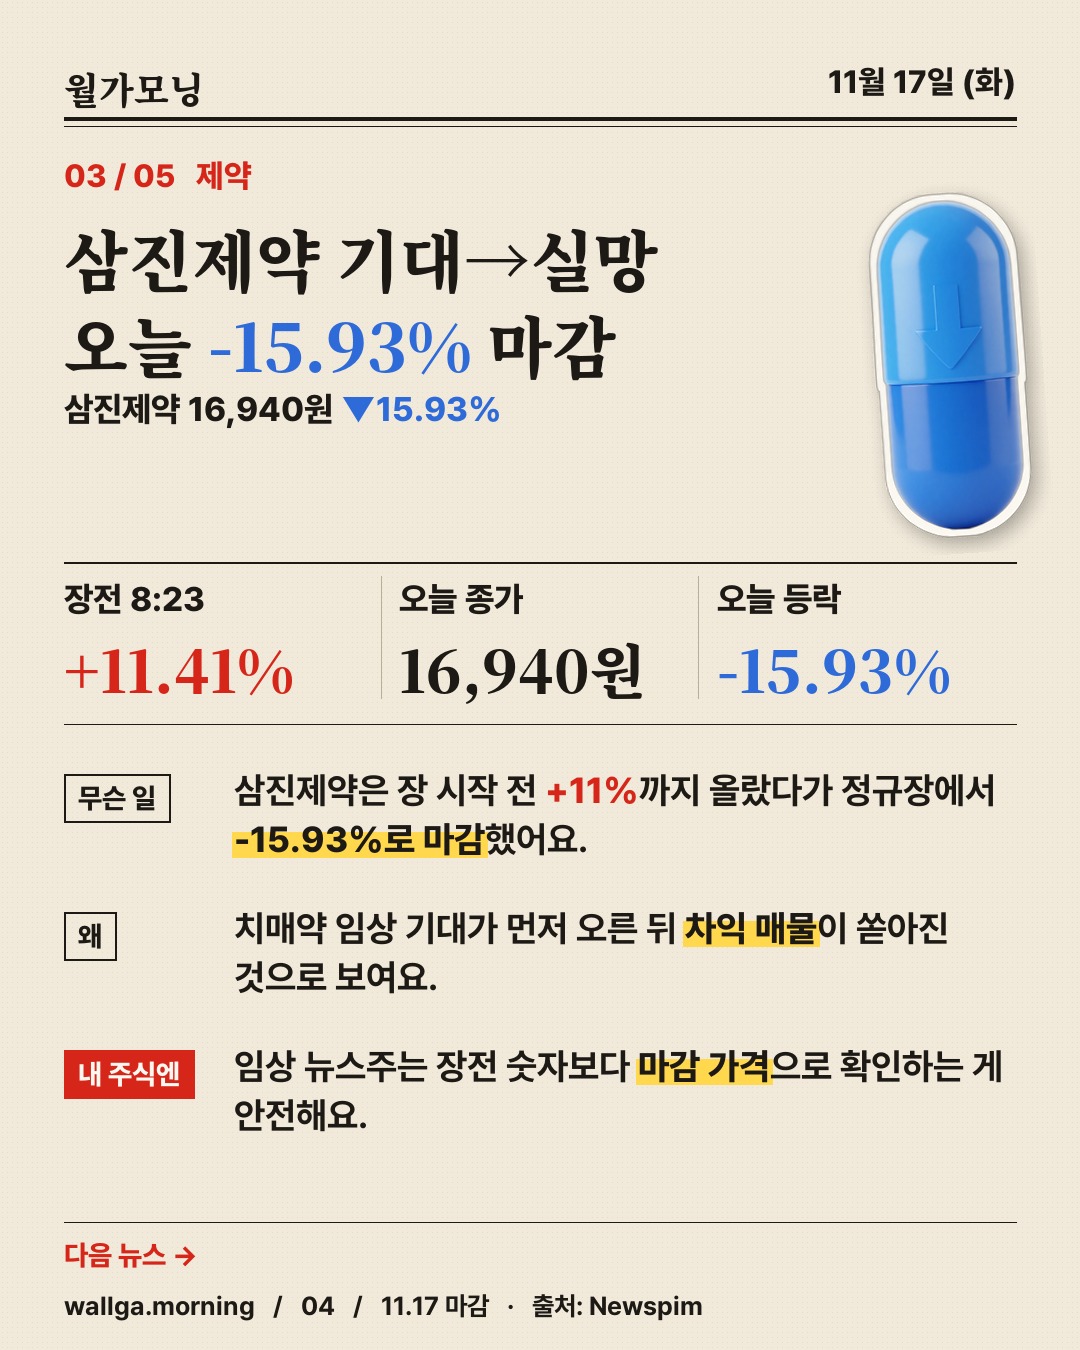 월가모닝
11월 17일 (화)
03 / 05 제약
삼진제약 기대→실망
오늘 -15.93% 마감
삼진제약 16,940원 ▼15.93%
장전 8:23
+11.41%
오늘 종가
16,940원
오늘 등락
-15.93%
무슨 일
삼진제약은 장 시작 전 +11%까지 올랐다가 정규장에서
-15.93%로 마감했어요.
왜
치매약 임상 기대가 먼저 오른 뒤 차익 매물이 쏟아진
것으로 보여요.
내 주식엔
임상 뉴스주는 장전 숫자보다 마감 가격으로 확인하는 게
안전해요.
다음 뉴스 →
wallga.morning / 04 / 11.17 마감 · 출처: Newspim